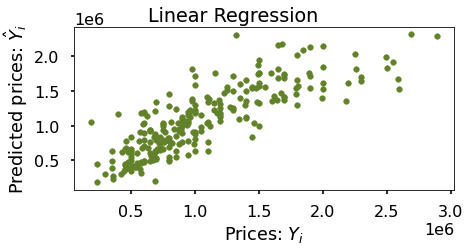 Linear Regression
1e6
Predicted prices: Ŷᵢ
2.0
1.5
1.0
0.5
0.5 1.0 1.5 2.0 2.5 3.0
1e6
Prices: Yᵢ